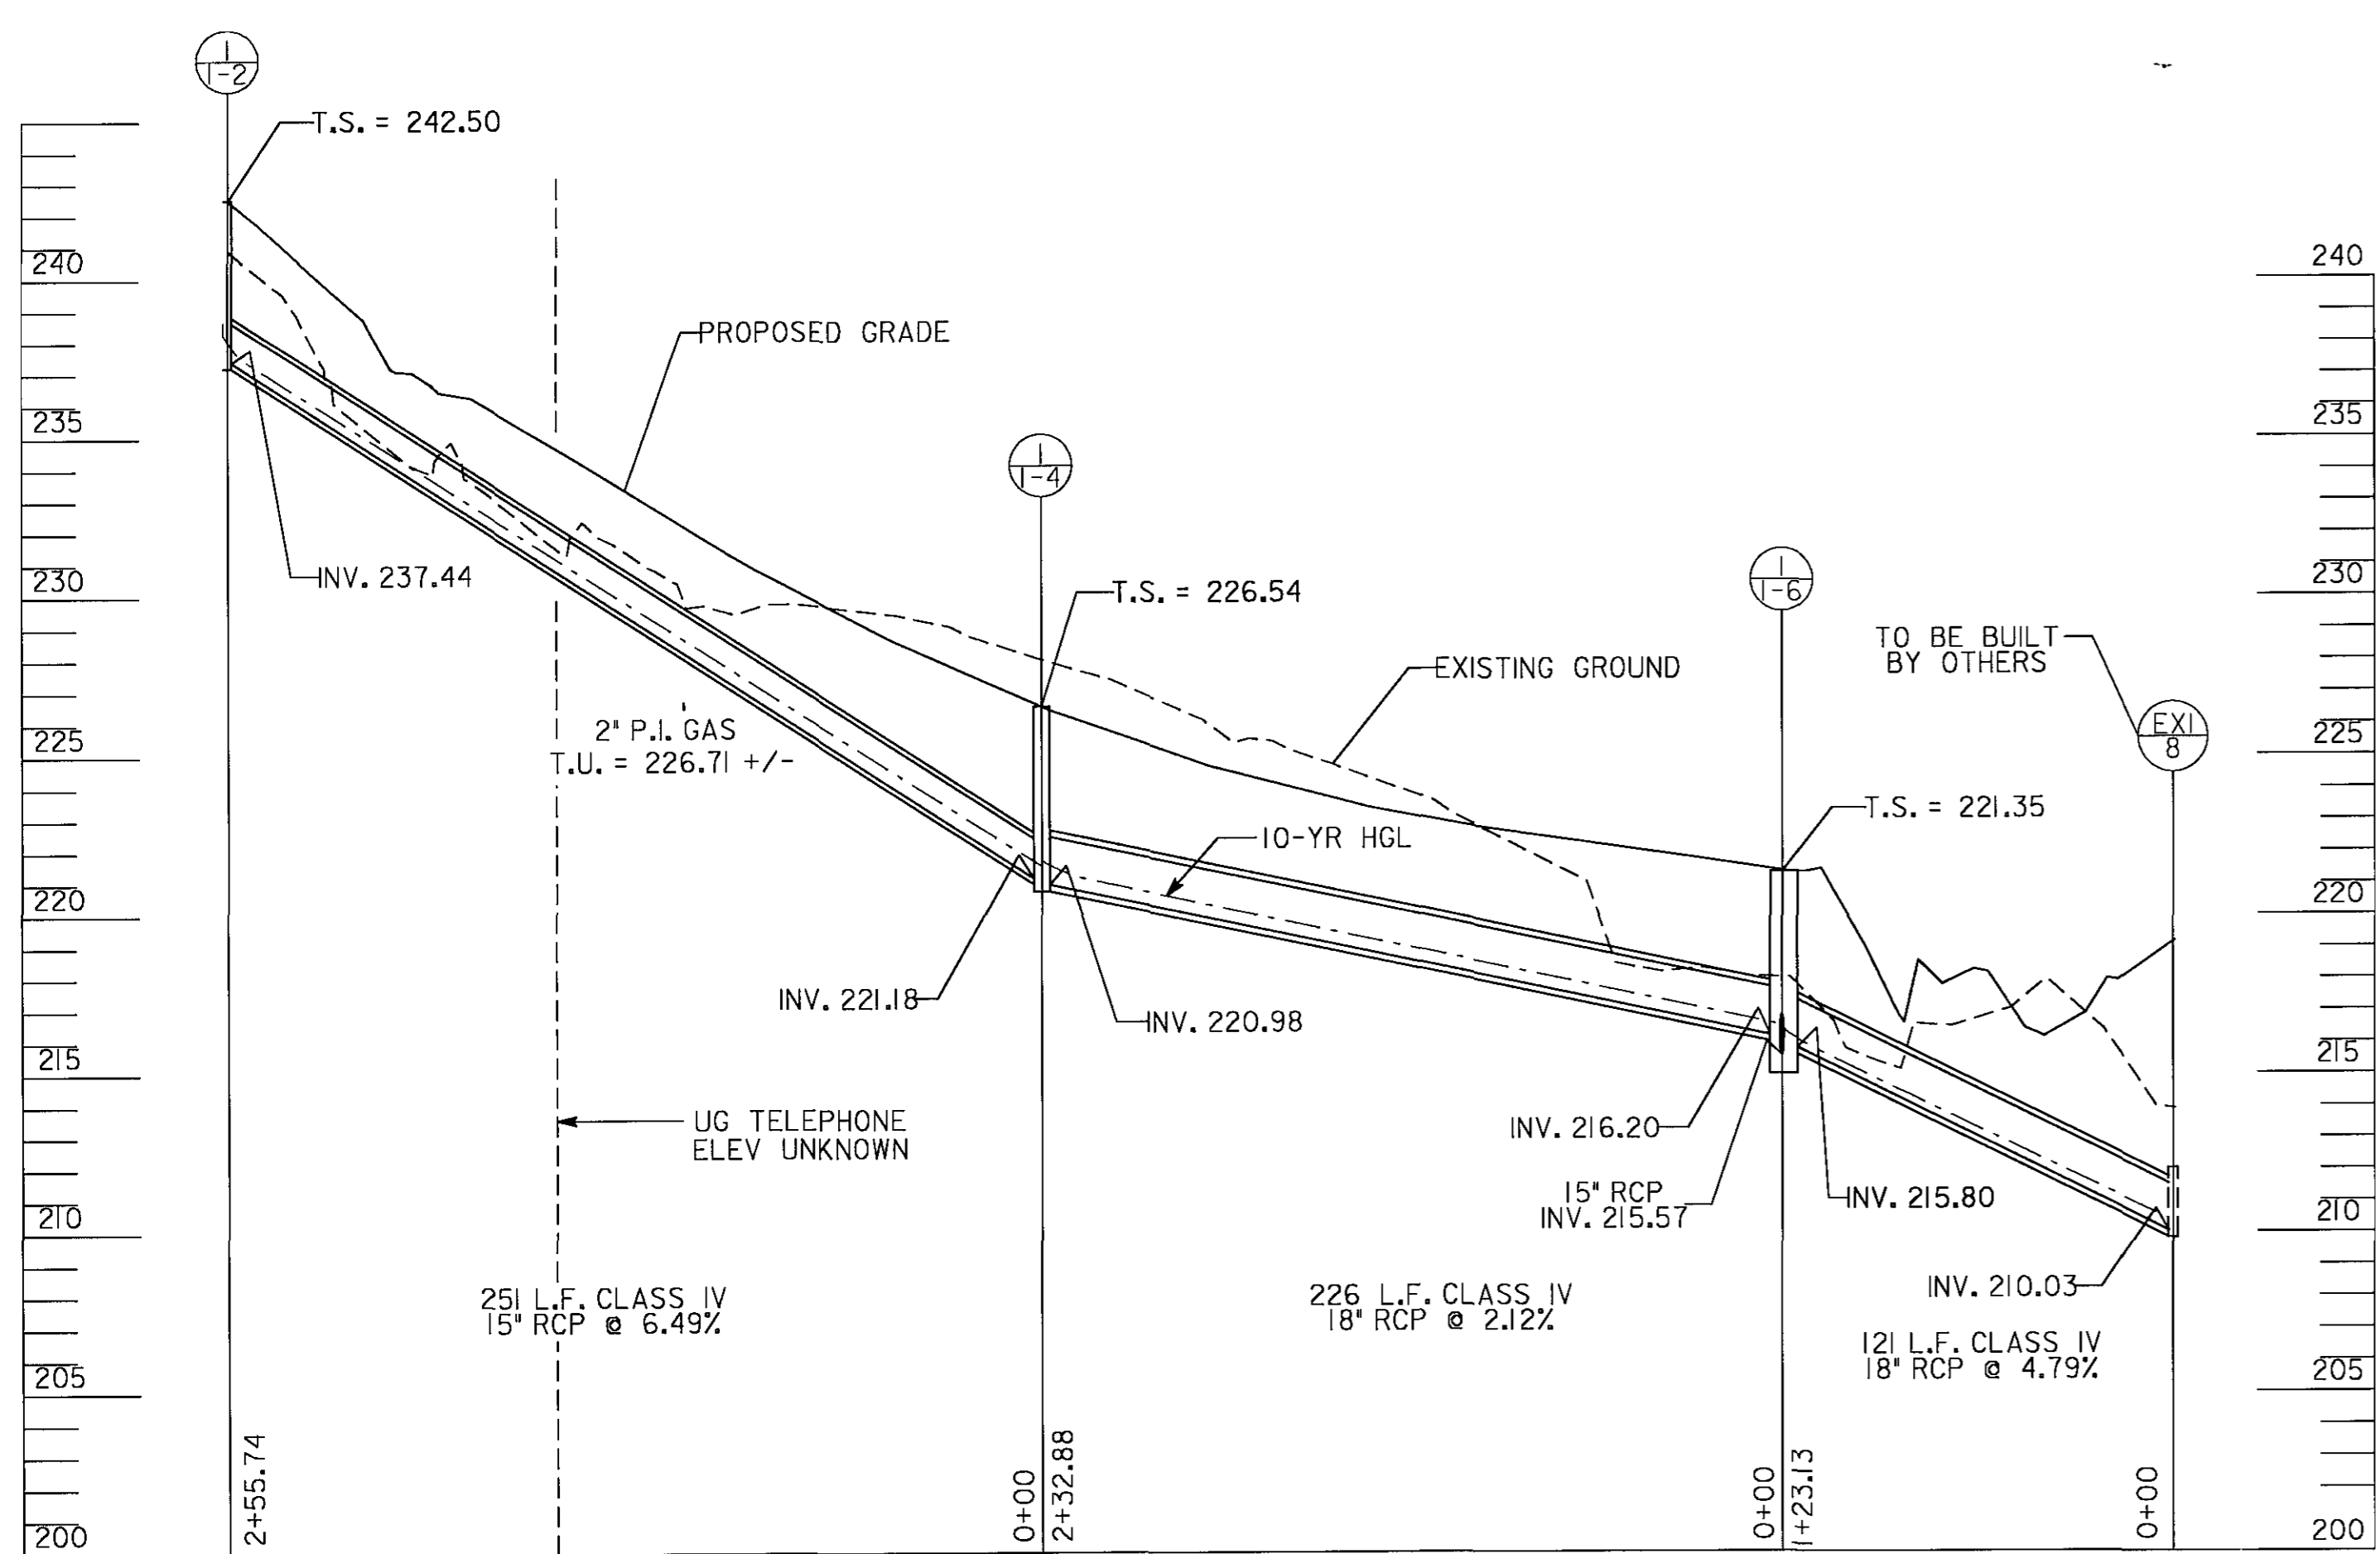 1
1-2
T.S. = 242.50
240
240
PROPOSED GRADE
235
235
1
1-4
INV. 237.44
230
230
T.S. = 226.54
1
1-6
TO BE BUILT
BY OTHERS
EXISTING GROUND
2" P.I. GAS
T.U. = 226.71 +/-
225
225
EX1
8
10-YR HGL
T.S. = 221.35
220
220
INV. 221.18
INV. 220.98
215
215
UG TELEPHONE
ELEV UNKNOWN
INV. 216.20
15" RCP
INV. 215.57
INV. 215.80
210
210
INV. 210.03
251 L.F. CLASS IV
15" RCP @ 6.49%
226 L.F. CLASS IV
18" RCP @ 2.12%
121 L.F. CLASS IV
18" RCP @ 4.79%
205
205
2+55.74
0+00
2+32.88
0+00
1+23.13
0+00
200
200